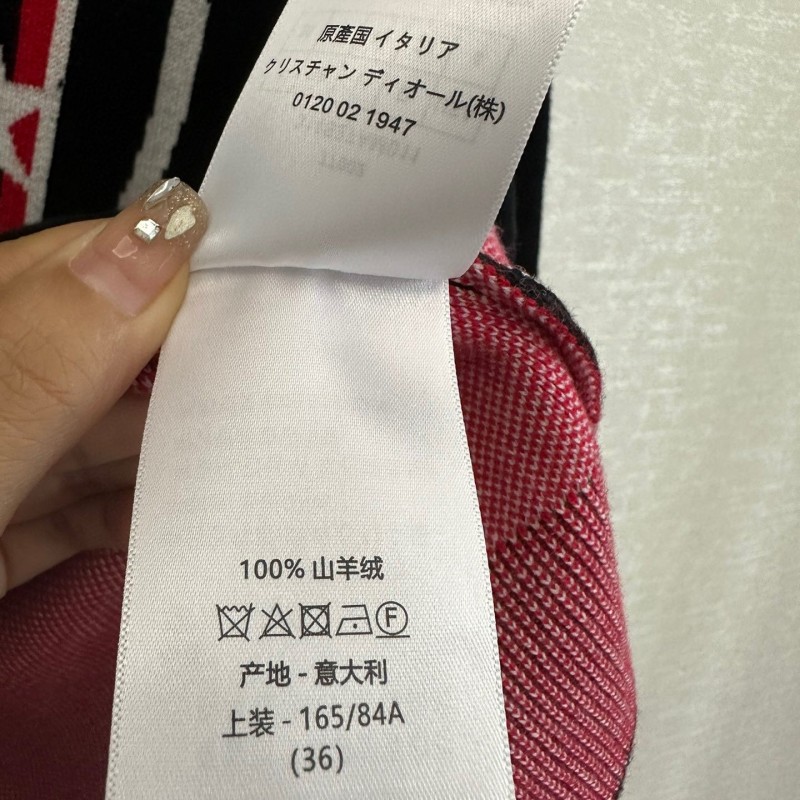 原産国 イタリア
クリスチャン ディオール(株)
0120 02 1947
100% 山羊绒
F
产地 - 意大利
上装 - 165/84A
(36)